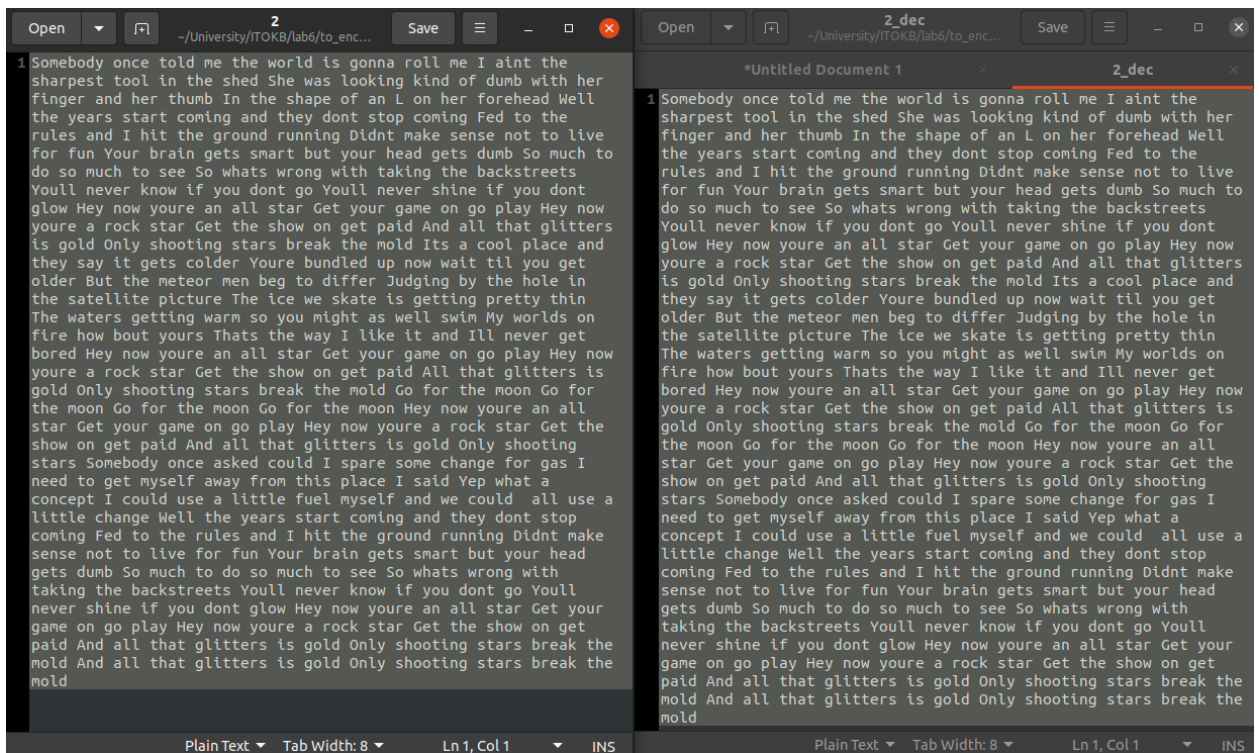 Open
2
~/University/ITOKB/lab6/to_enc...
Save
1 Somebody once told me the world is gonna roll me I aint the
sharpest tool in the shed She was looking kind of dumb with her
finger and her thumb In the shape of an L on her forehead Well
the years start coming and they dont stop coming Fed to the
rules and I hit the ground running Didnt make sense not to live
for fun Your brain gets smart but your head gets dumb So much to
do so much to see So whats wrong with taking the backstreets
Youll never know if you dont go Youll never shine if you dont
glow Hey now youre an all star Get your game on go play Hey now
youre a rock star Get the show on get paid And all that glitters
is gold Only shooting stars break the mold Its a cool place and
they say it gets colder Youre bundled up now wait til you get
older But the meteor men beg to differ Judging by the hole in
the satellite picture The ice we skate is getting pretty thin
The waters getting warm so you might as well swim My worlds on
fire how bout yours Thats the way I like it and Ill never get
bored Hey now youre an all star Get your game on go play Hey now
youre a rock star Get the show on get paid All that glitters is
gold Only shooting stars break the mold Go for the moon Go for
the moon Go for the moon Go for the moon Hey now youre an all
star Get your game on go play Hey now youre a rock star Get the
show on get paid And all that glitters is gold Only shooting
stars Somebody once asked could I spare some change for gas I
need to get myself away from this place I said Yep what a
concept I could use a little fuel myself and we could  all use a
little change Well the years start coming and they dont stop
coming Fed to the rules and I hit the ground running Didnt make
sense not to live for fun Your brain gets smart but your head
gets dumb So much to do so much to see So whats wrong with
taking the backstreets Youll never know if you dont go Youll
never shine if you dont glow Hey now youre an all star Get your
game on go play Hey now youre a rock star Get the show on get
paid And all that glitters is gold Only shooting stars break the
mold And all that glitters is gold Only shooting stars break the
mold
Plain Text Tab Width: 8 Ln 1, Col 1 INS
Open
2_dec
~/University/ITOKB/lab6/to_enc...
Save
*Untitled Document 1
2_dec
1 Somebody once told me the world is gonna roll me I aint the
sharpest tool in the shed She was looking kind of dumb with her
finger and her thumb In the shape of an L on her forehead Well
the years start coming and they dont stop coming Fed to the
rules and I hit the ground running Didnt make sense not to live
for fun Your brain gets smart but your head gets dumb So much to
do so much to see So whats wrong with taking the backstreets
Youll never know if you dont go Youll never shine if you dont
glow Hey now youre an all star Get your game on go play Hey now
youre a rock star Get the show on get paid And all that glitters
is gold Only shooting stars break the mold Its a cool place and
they say it gets colder Youre bundled up now wait til you get
older But the meteor men beg to differ Judging by the hole in
the satellite picture The ice we skate is getting pretty thin
The waters getting warm so you might as well swim My worlds on
fire how bout yours Thats the way I like it and Ill never get
bored Hey now youre an all star Get your game on go play Hey now
youre a rock star Get the show on get paid All that glitters is
gold Only shooting stars break the mold Go for the moon Go for
the moon Go for the moon Go for the moon Hey now youre an all
star Get your game on go play Hey now youre a rock star Get the
show on get paid And all that glitters is gold Only shooting
stars Somebody once asked could I spare some change for gas I
need to get myself away from this place I said Yep what a
concept I could use a little fuel myself and we could  all use a
little change Well the years start coming and they dont stop
coming Fed to the rules and I hit the ground running Didnt make
sense not to live for fun Your brain gets smart but your head
gets dumb So much to do so much to see So whats wrong with
taking the backstreets Youll never know if you dont go Youll
never shine if you dont glow Hey now youre an all star Get your
game on go play Hey now youre a rock star Get the show on get
paid And all that glitters is gold Only shooting stars break the
mold And all that glitters is gold Only shooting stars break the
mold
Plain Text Tab Width: 8 Ln 1, Col 1 INS